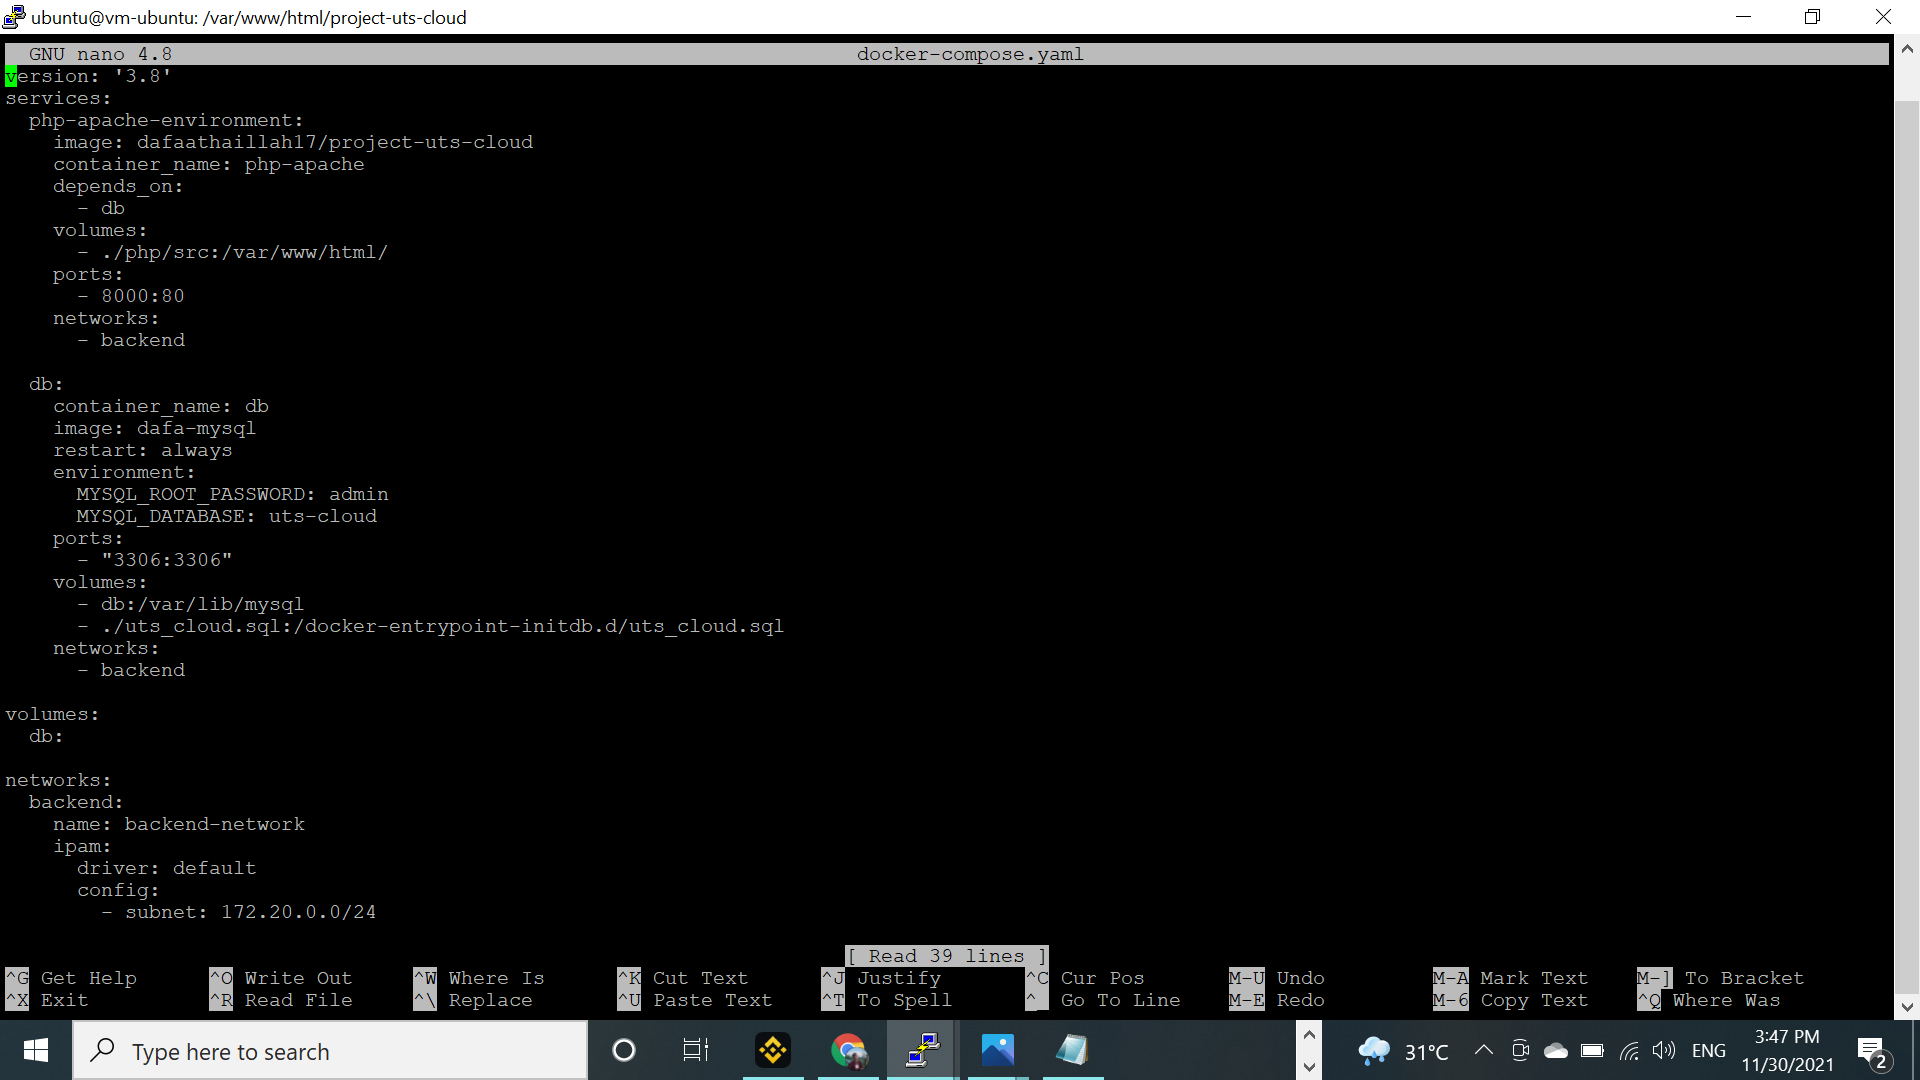 ubuntu@vm-ubuntu: /var/www/html/project-uts-cloud
GNU nano 4.8 docker-compose.yaml
version: '3.8'
services:
  php-apache-environment:
    image: dafaathaillah17/project-uts-cloud
    container_name: php-apache
    depends_on:
      - db
    volumes:
      - ./php/src:/var/www/html/
    ports:
      - 8000:80
    networks:
      - backend
  db:
    container_name: db
    image: dafa-mysql
    restart: always
    environment:
      MYSQL_ROOT_PASSWORD: admin
      MYSQL_DATABASE: uts-cloud
    ports:
      - "3306:3306"
    volumes:
      - db:/var/lib/mysql
      - ./uts_cloud.sql:/docker-entrypoint-initdb.d/uts_cloud.sql
    networks:
      - backend
volumes:
  db:
networks:
  backend:
    name: backend-network
    ipam:
      driver: default
      config:
        - subnet: 172.20.0.0/24
[ Read 39 lines ]
^G Get Help ^O Write Out ^W Where Is ^K Cut Text ^J Justify ^C Cur Pos M-U Undo M-A Mark Text M-] To Bracket
^X Exit ^R Read File ^\ Replace ^U Paste Text ^T To Spell ^_ Go To Line M-E Redo M-6 Copy Text ^Q Where Was
Type here to search
31°C
ENG
3:47 PM
11/30/2021
2